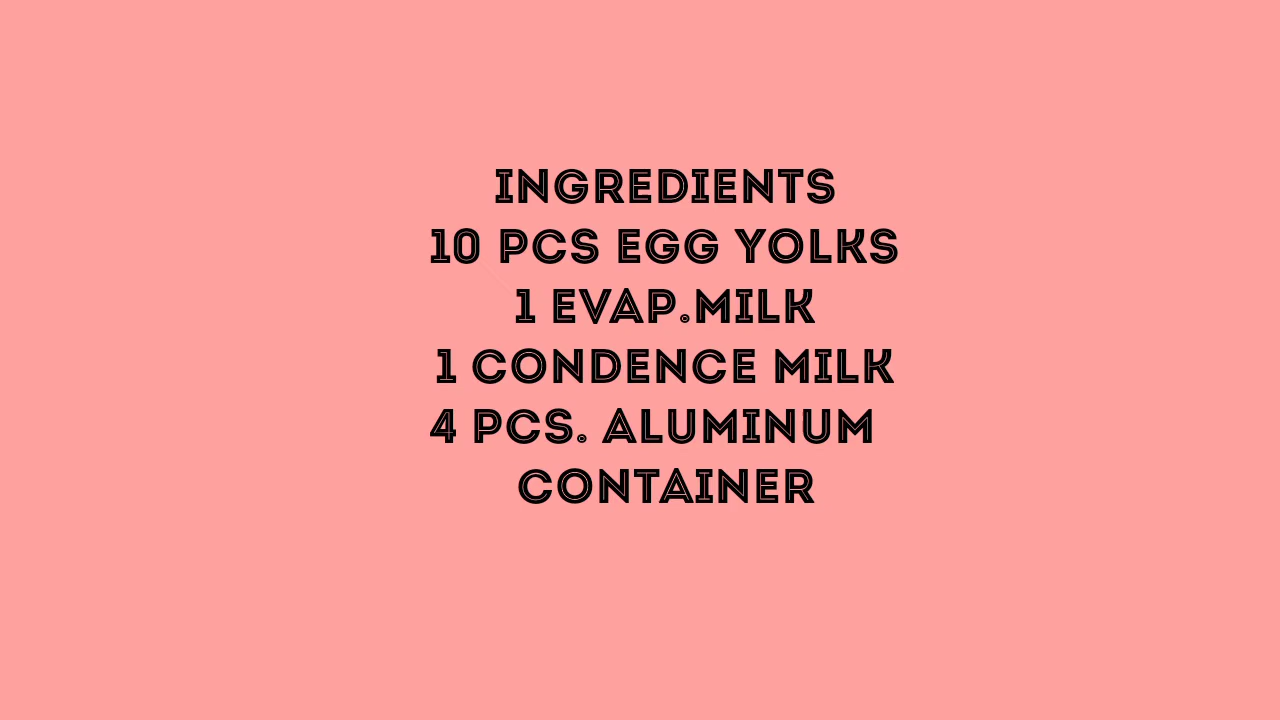 INGREDIENTS
10 PCS EGG YOLKS
1 EVAP.MILK
1 CONDENCE MILK
4 PCS. ALUMINUM
CONTAINER